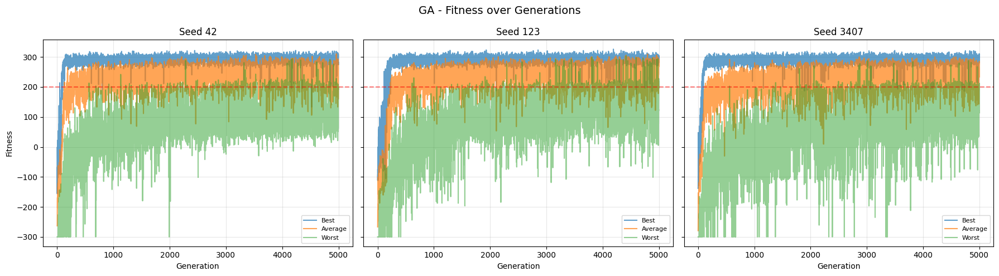 GA - Fitness over Generations
Seed 42
Seed 123
Seed 3407
Fitness
300
200
100
0
−100
−200
−300
Best
Average
Worst
0 1000 2000 3000 4000 5000
Generation
Best
Average
Worst
0 1000 2000 3000 4000 5000
Generation
Best
Average
Worst
0 1000 2000 3000 4000 5000
Generation